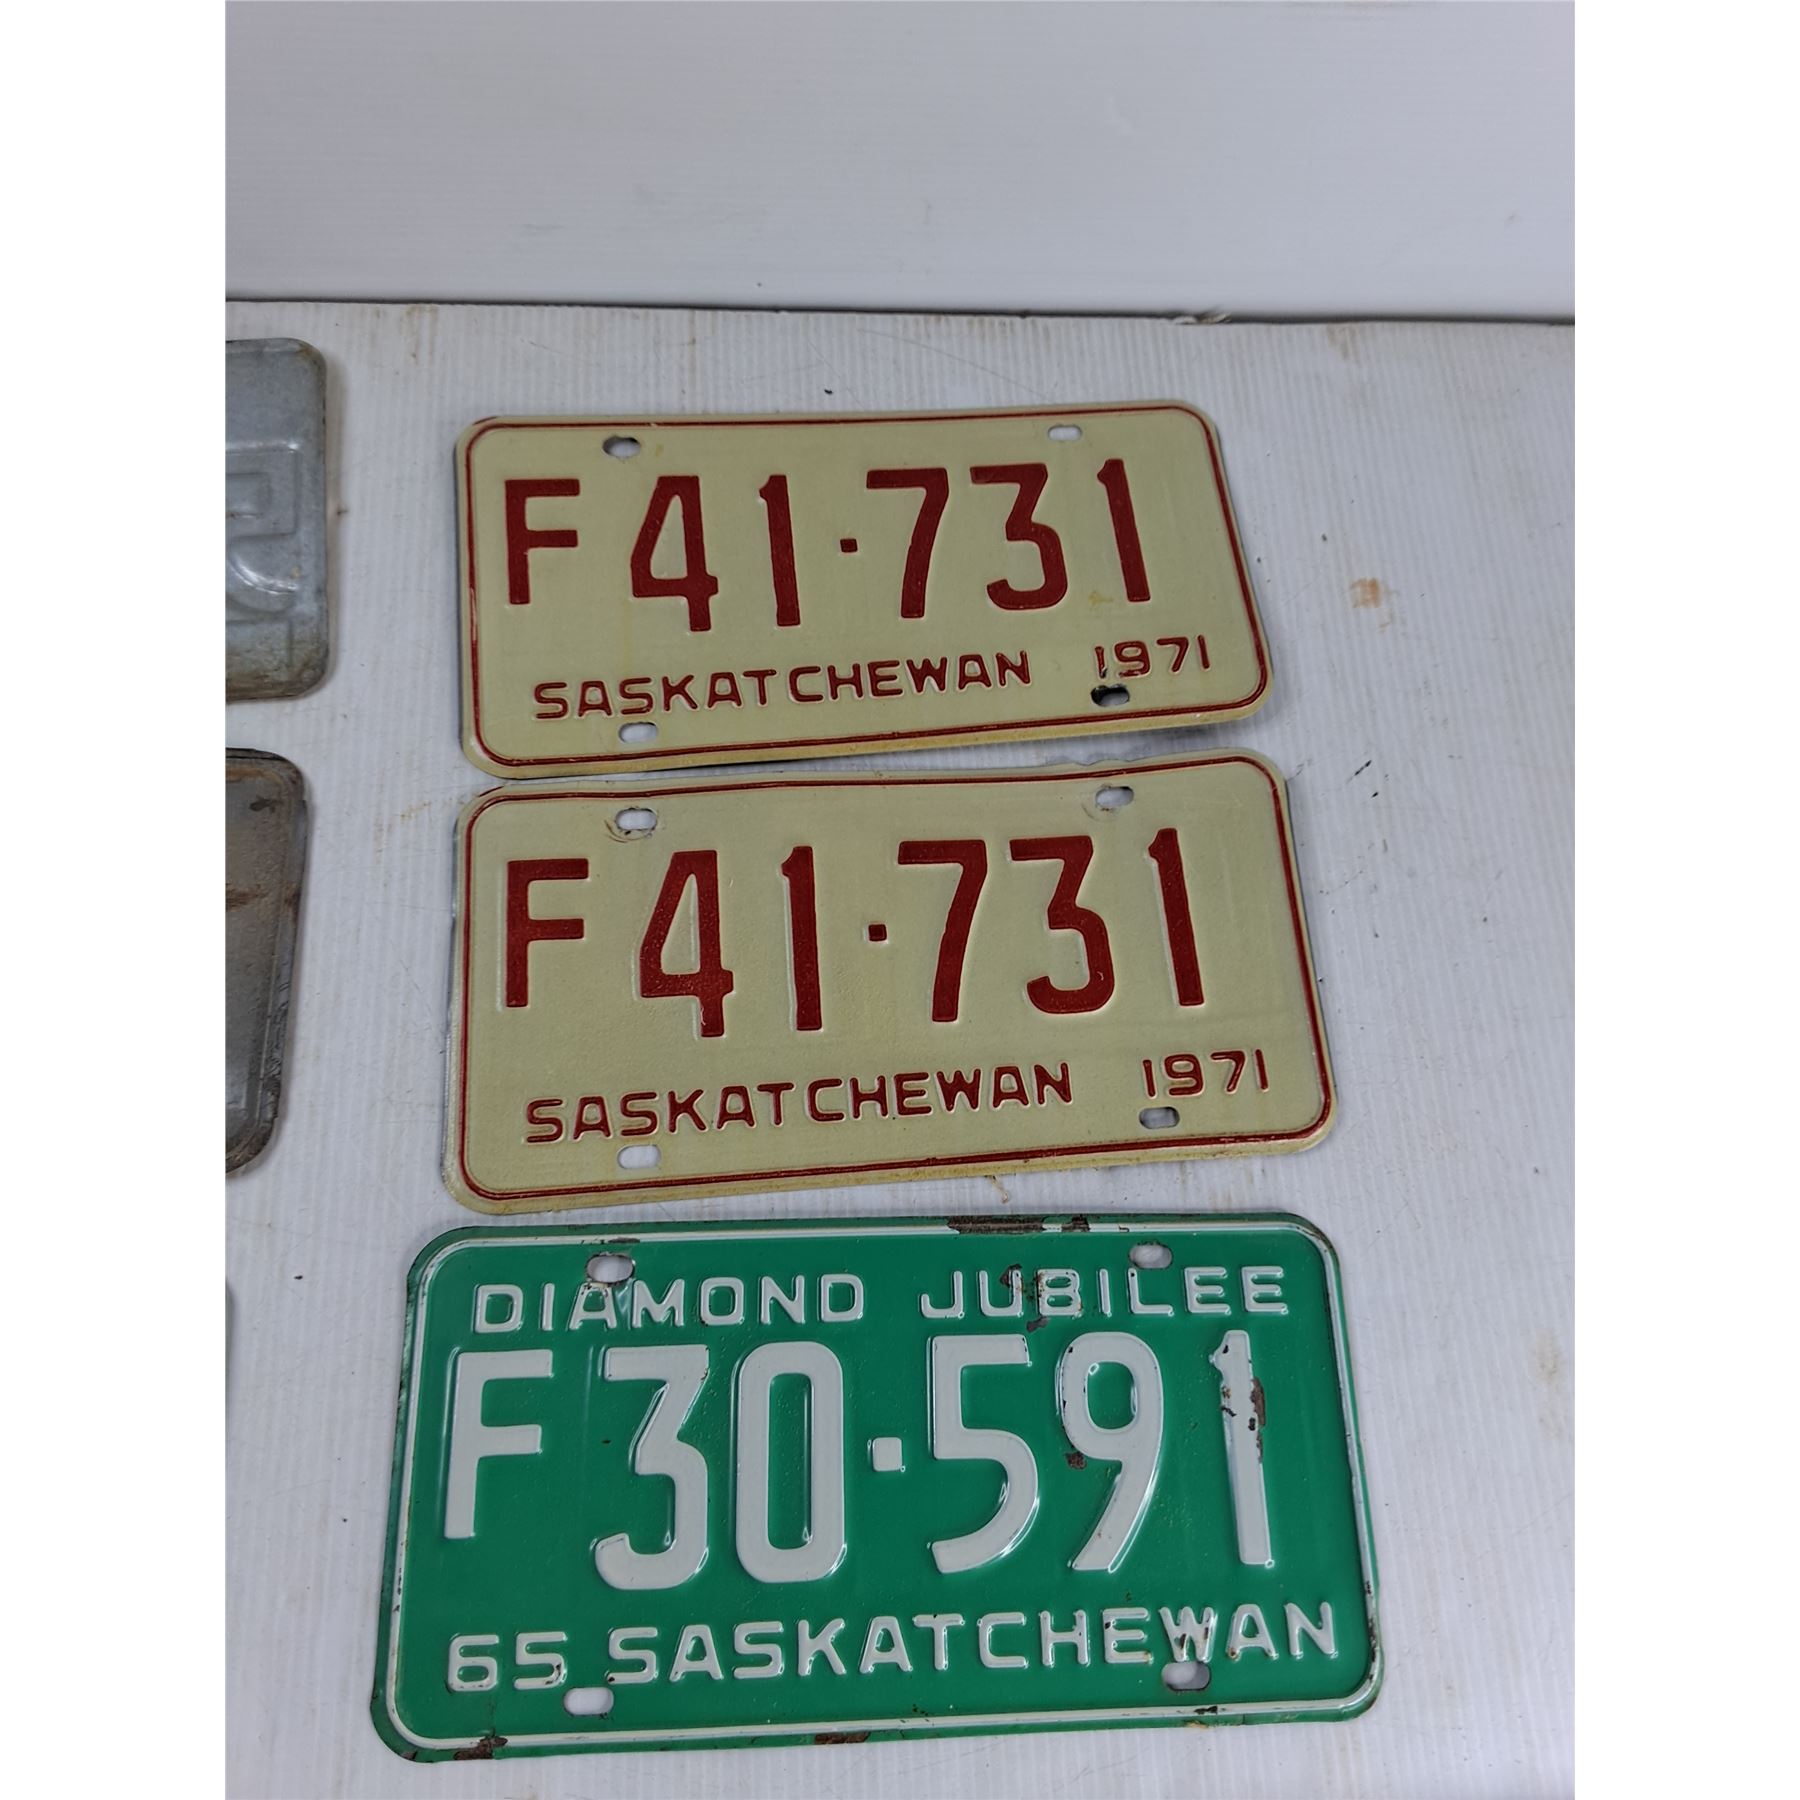 F 41·731
SASKATCHEWAN 1971
F 41·731
SASKATCHEWAN 1971
DIAMOND JUBILEE
F 30·591
65 SASKATCHEWAN